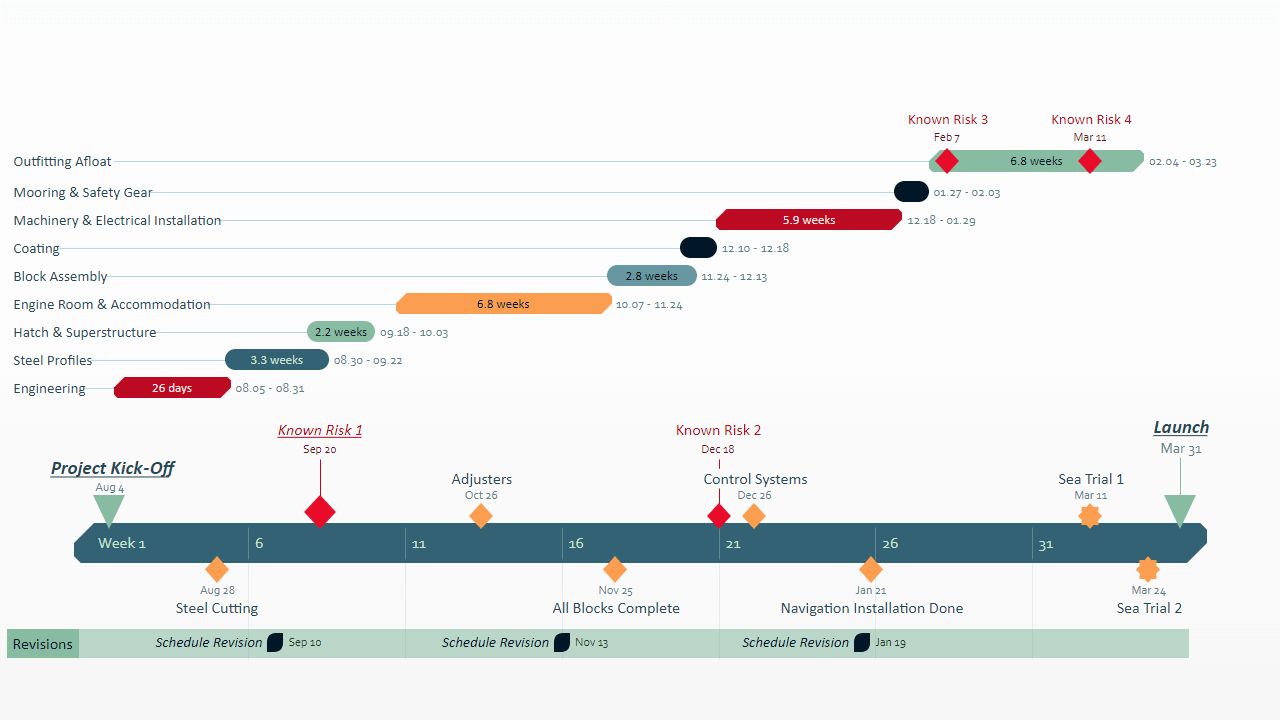 Known Risk 3 Known Risk 4
Feb 7 Mar 11
Outfitting Afloat 6.8 weeks 02.04 - 03.23
Mooring & Safety Gear 01.27 - 02.03
Machinery & Electrical Installation 5.9 weeks 12.18 - 01.29
Coating 12.10 - 12.18
Block Assembly 2.8 weeks 11.24 - 12.13
Engine Room & Accommodation 6.8 weeks 10.07 - 11.24
Hatch & Superstructure 2.2 weeks 09.18 - 10.03
Steel Profiles 3.3 weeks 08.30 - 09.22
Engineering 26 days 08.05 - 08.31
Known Risk 1 Known Risk 2 Launch
Sep 20 Dec 18 Mar 31
Project Kick-Off Adjusters Control Systems Sea Trial 1
Aug 4 Oct 26 Dec 26 Mar 11
Week 1 6 11 16 21 26 31
Aug 28 Nov 25 Jan 21 Mar 24
Steel Cutting All Blocks Complete Navigation Installation Done Sea Trial 2
Revisions Schedule Revision Sep 10 Schedule Revision Nov 13 Schedule Revision Jan 19